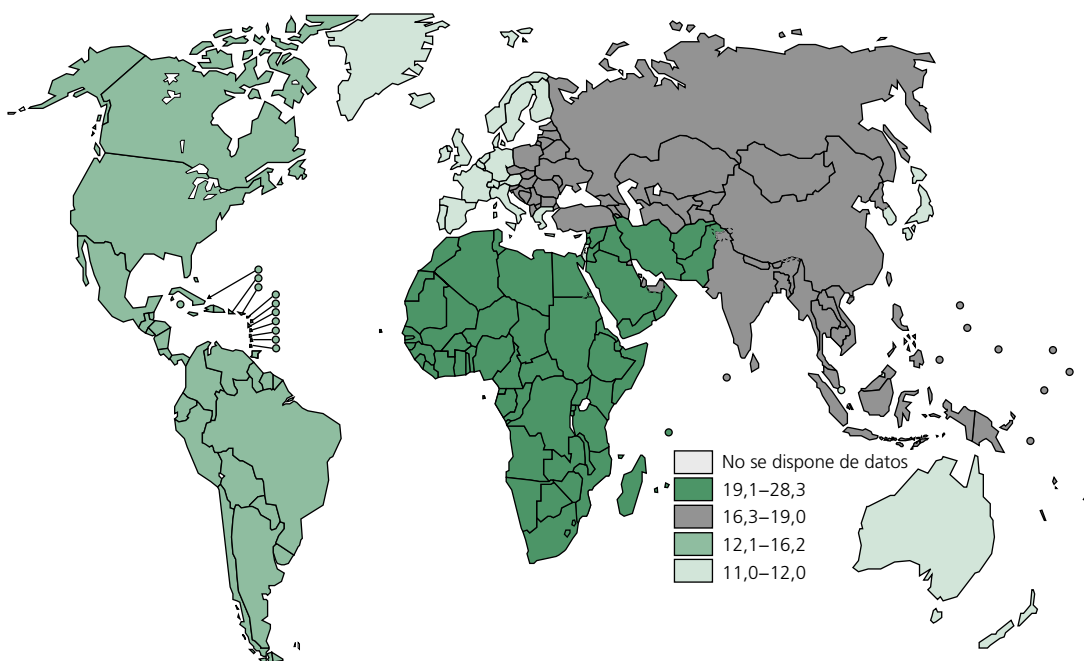 No se dispone de datos
19,1–28,3
16,3–19,0
12,1–16,2
11,0–12,0